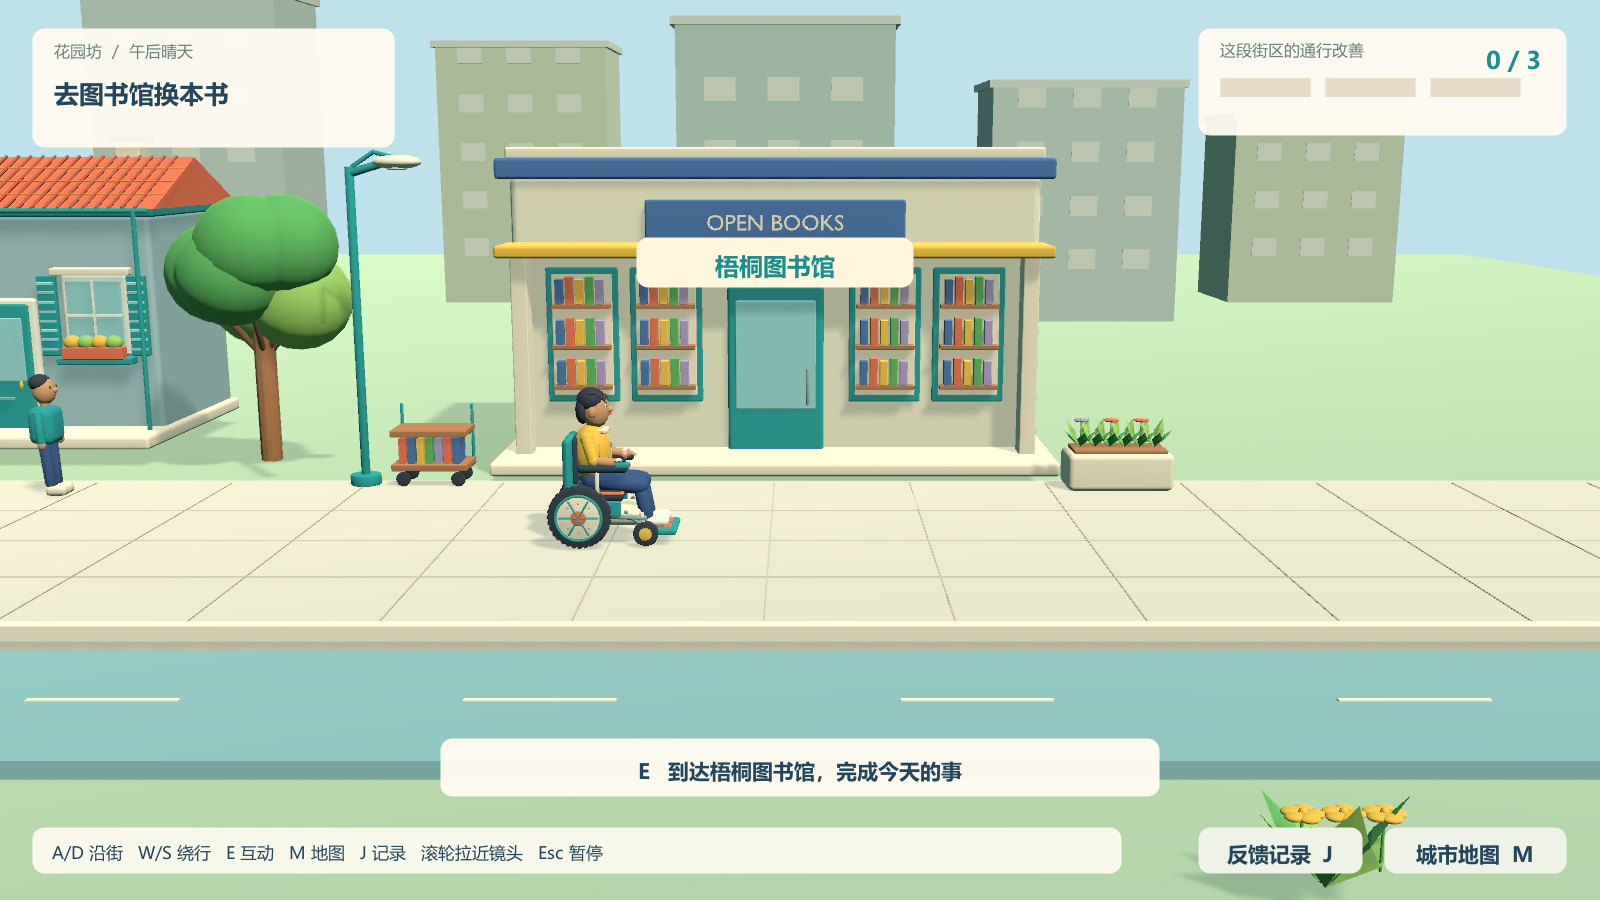 花园坊 / 午后晴天
去图书馆换本书
这段街区的通行改善
0 / 3
OPEN BOOKS
梧桐图书馆
E 到达梧桐图书馆，完成今天的事
A/D 沿街 W/S 绕行 E 互动 M 地图 J 记录 滚轮拉近镜头 Esc 暂停
反馈记录 J
城市地图 M